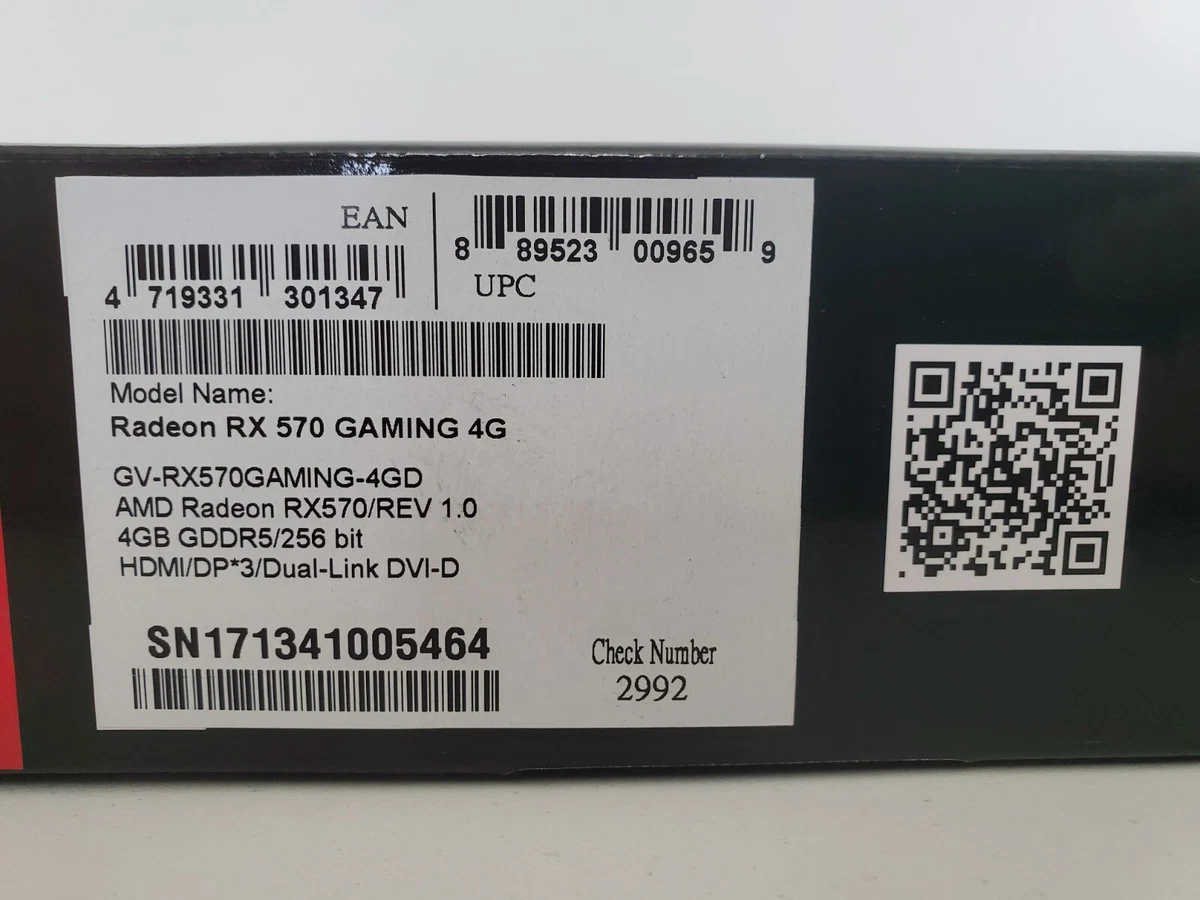 EAN
4 719331 301347
8 89523 00965 9
UPC
Model Name:
Radeon RX 570 GAMING 4G
GV-RX570GAMING-4GD
AMD Radeon RX570/REV 1.0
4GB GDDR5/256 bit
HDMI/DP*3/Dual-Link DVI-D
SN171341005464
Check Number
2992